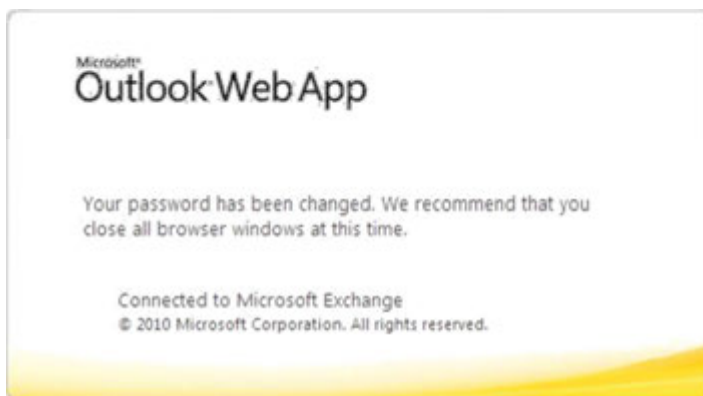 Microsoft®
Outlook Web App
Your password has been changed. We recommend that you
close all browser windows at this time.
Connected to Microsoft Exchange
© 2010 Microsoft Corporation. All rights reserved.